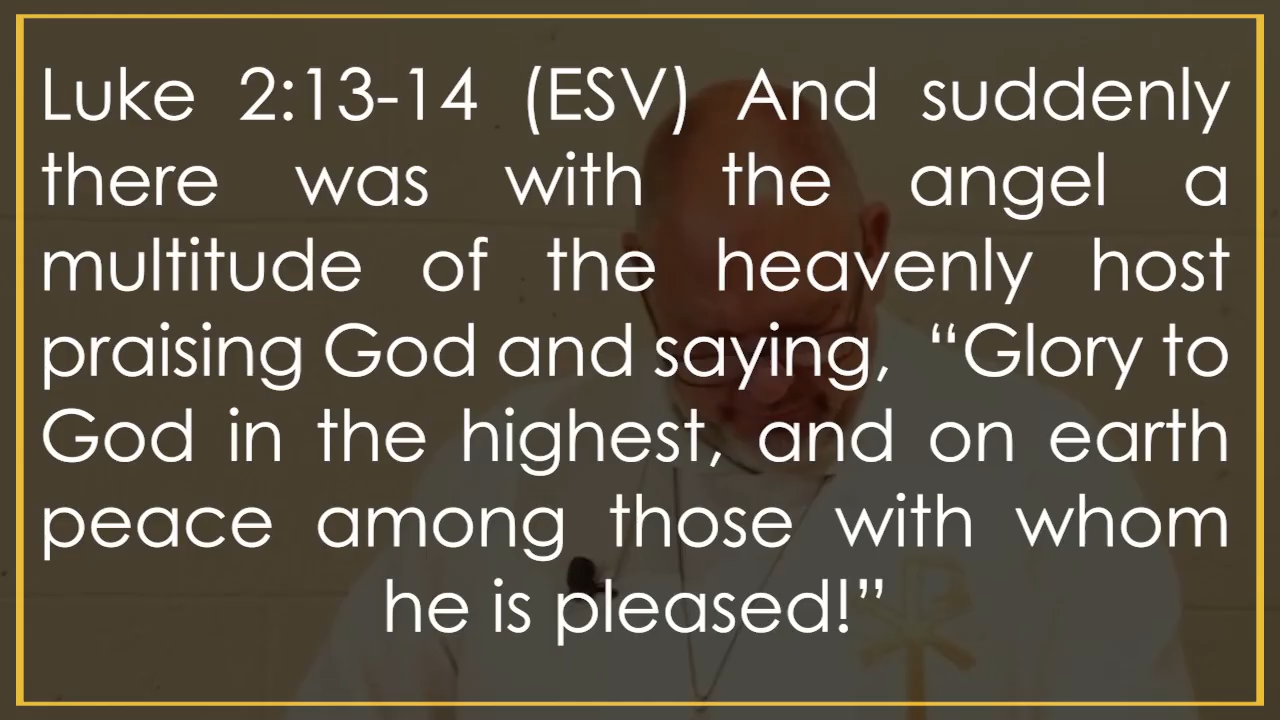 Luke 2:13-14 (ESV) And suddenly
there was with the angel a
multitude of the heavenly host
praising God and saying, “Glory to
God in the highest, and on earth
peace among those with whom
he is pleased!”